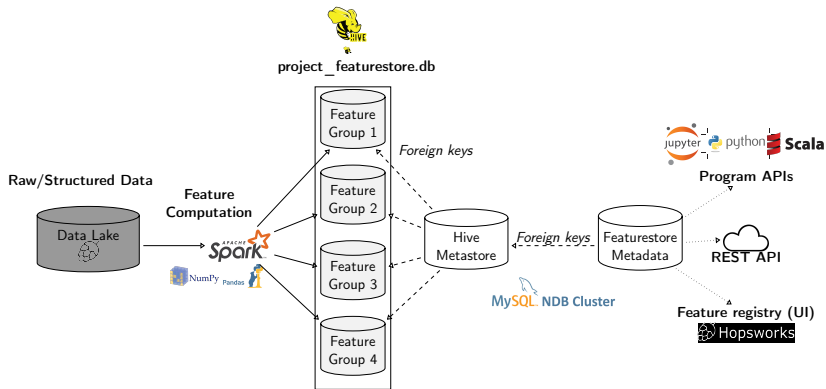 HIVE
project_featurestore.db
Feature
Group 1
Feature
Group 2
Feature
Group 3
Feature
Group 4
Raw/Structured Data
Data Lake
Feature
Computation
APACHE
Spark
NumPy
Pandas
Foreign keys
Hive
Metastore
Foreign keys
MySQL NDB Cluster
Featurestore
Metadata
jupyter
python
Scala
Program APIs
REST API
Feature registry (UI)
Hopsworks